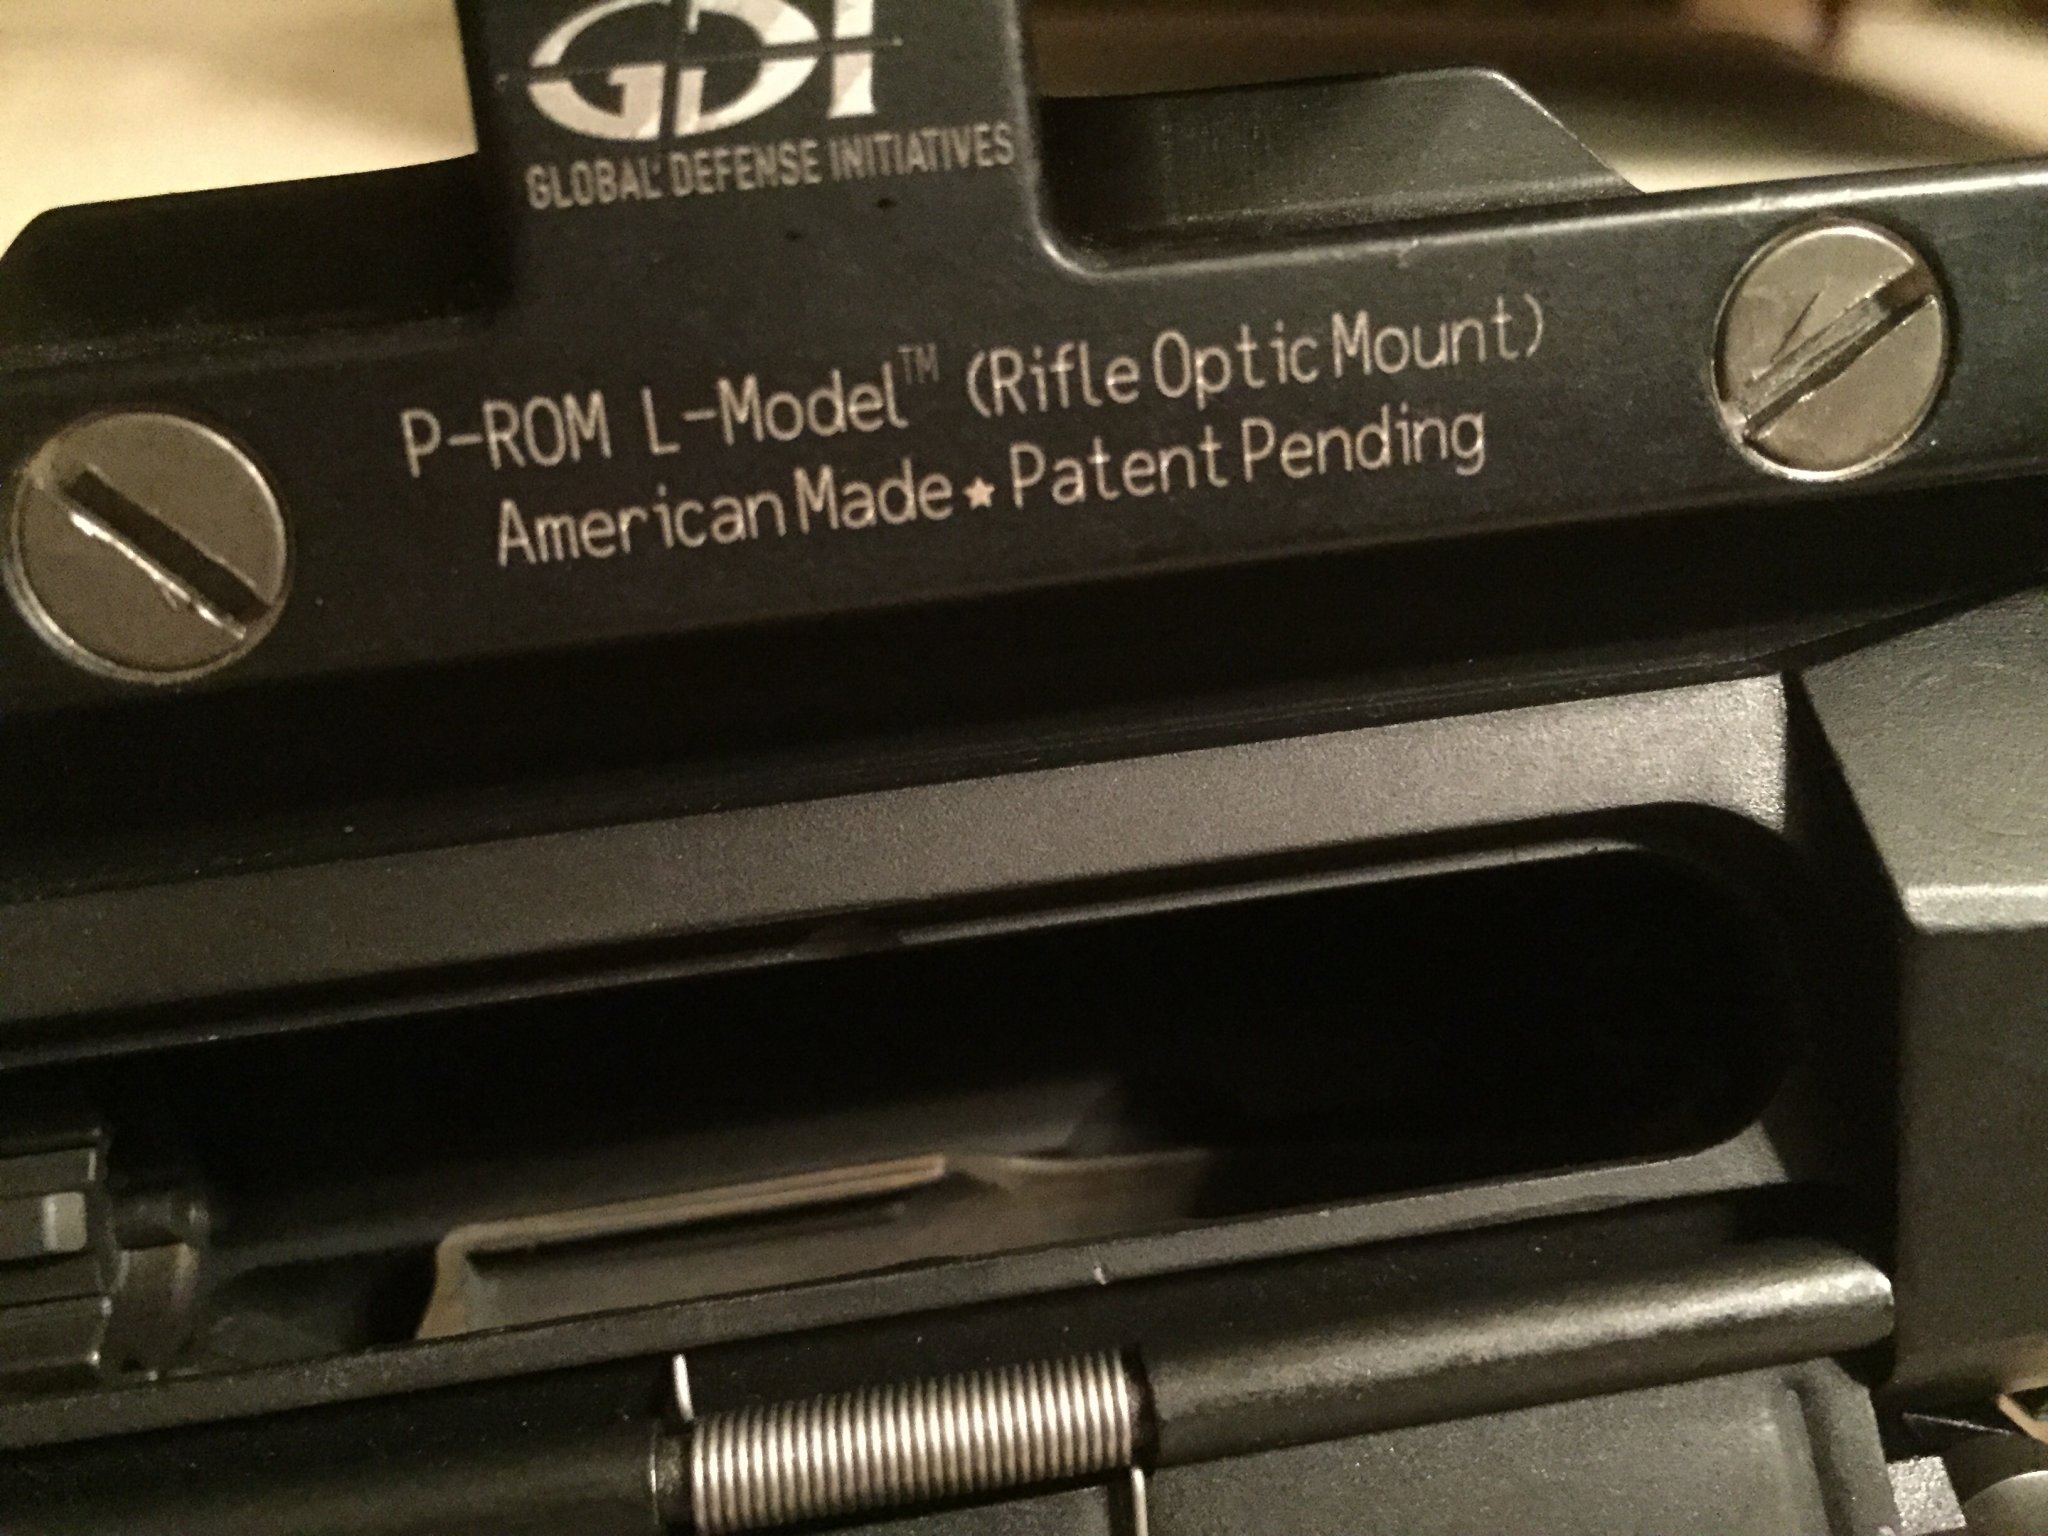 GDI
GLOBAL DEFENSE INITIATIVES
P-ROM L-Model™ (Rifle Optic Mount)
American Made ★ Patent Pending